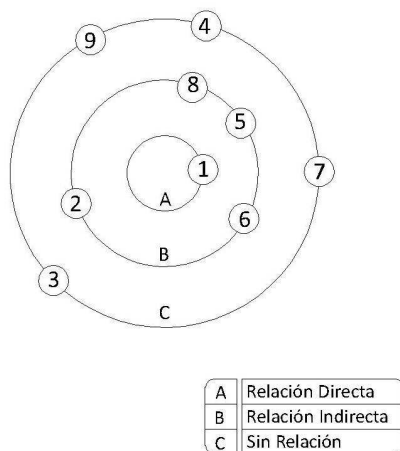 4
9
8
5
1
7
A
2
6
B
3
C
A Relación Directa
B Relación Indirecta
C Sin Relación